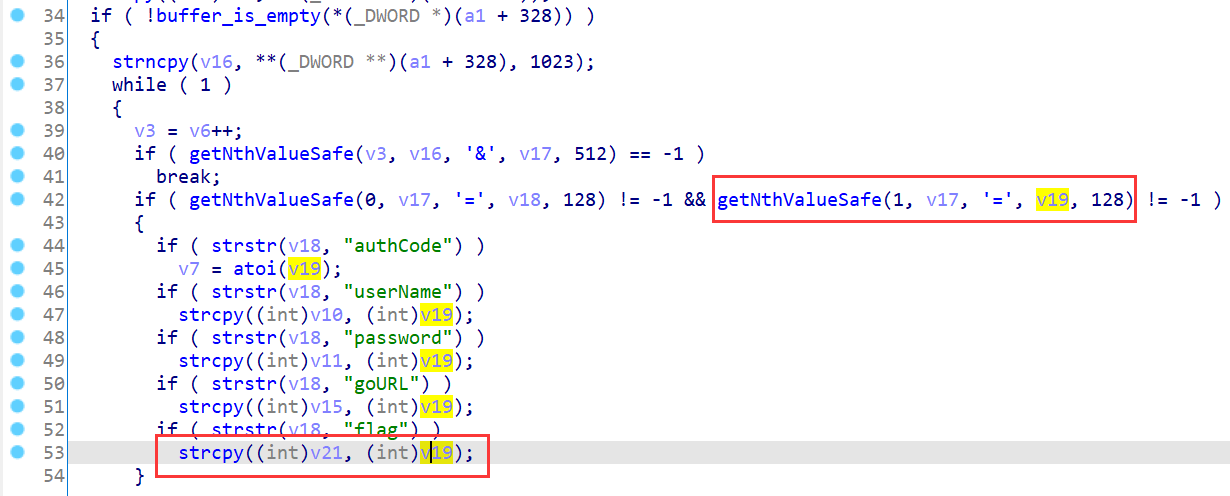 34 if ( !buffer_is_empty(*(_DWORD *)(a1 + 328)) )
35 {
36 strncpy(v16, **(_DWORD **)(a1 + 328), 1023);
37 while ( 1 )
38 {
39 v3 = v6++;
40 if ( getNthValueSafe(v3, v16, '&', v17, 512) == -1 )
41 break;
42 if ( getNthValueSafe(0, v17, '=', v18, 128) != -1 && getNthValueSafe(1, v17, '=', v19, 128) != -1 )
43 {
44 if ( strstr(v18, "authCode") )
45 v7 = atoi(v19);
46 if ( strstr(v18, "userName") )
47 strcpy((int)v10, (int)v19);
48 if ( strstr(v18, "password") )
49 strcpy((int)v11, (int)v19);
50 if ( strstr(v18, "goURL") )
51 strcpy((int)v15, (int)v19);
52 if ( strstr(v18, "flag") )
53 strcpy((int)v21, (int)v19);
54 }